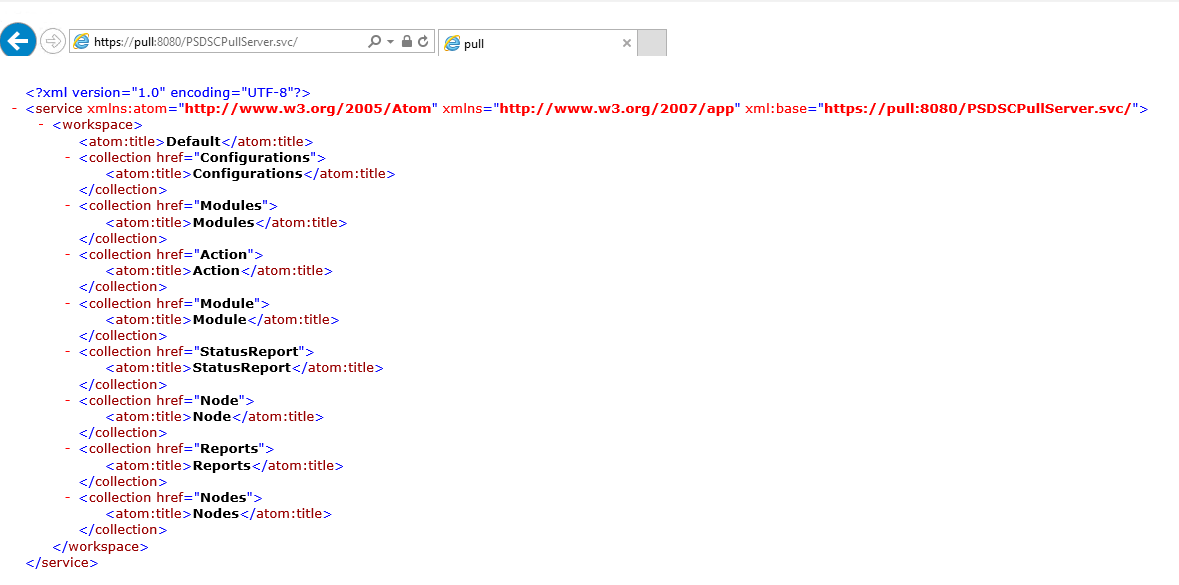 https://pull:8080/PSDSCPullServer.svc/
pull
<?xml version="1.0" encoding="UTF-8"?>
- <service xmlns:atom="http://www.w3.org/2005/Atom" xmlns="http://www.w3.org/2007/app" xml:base="https://pull:8080/PSDSCPullServer.svc/">
- <workspace>
<atom:title>Default</atom:title>
- <collection href="Configurations">
<atom:title>Configurations</atom:title>
</collection>
- <collection href="Modules">
<atom:title>Modules</atom:title>
</collection>
- <collection href="Action">
<atom:title>Action</atom:title>
</collection>
- <collection href="Module">
<atom:title>Module</atom:title>
</collection>
- <collection href="StatusReport">
<atom:title>StatusReport</atom:title>
</collection>
- <collection href="Node">
<atom:title>Node</atom:title>
</collection>
- <collection href="Reports">
<atom:title>Reports</atom:title>
</collection>
- <collection href="Nodes">
<atom:title>Nodes</atom:title>
</collection>
</workspace>
</service>